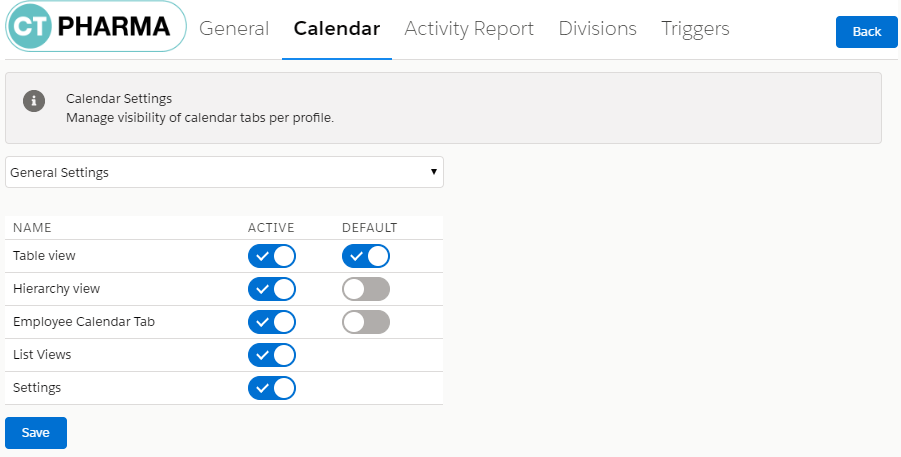 CT PHARMA General Calendar Activity Report Divisions Triggers Back
Calendar Settings
Manage visibility of calendar tabs per profile.
General Settings
NAME ACTIVE DEFAULT
Table view
Hierarchy view
Employee Calendar Tab
List Views
Settings
Save